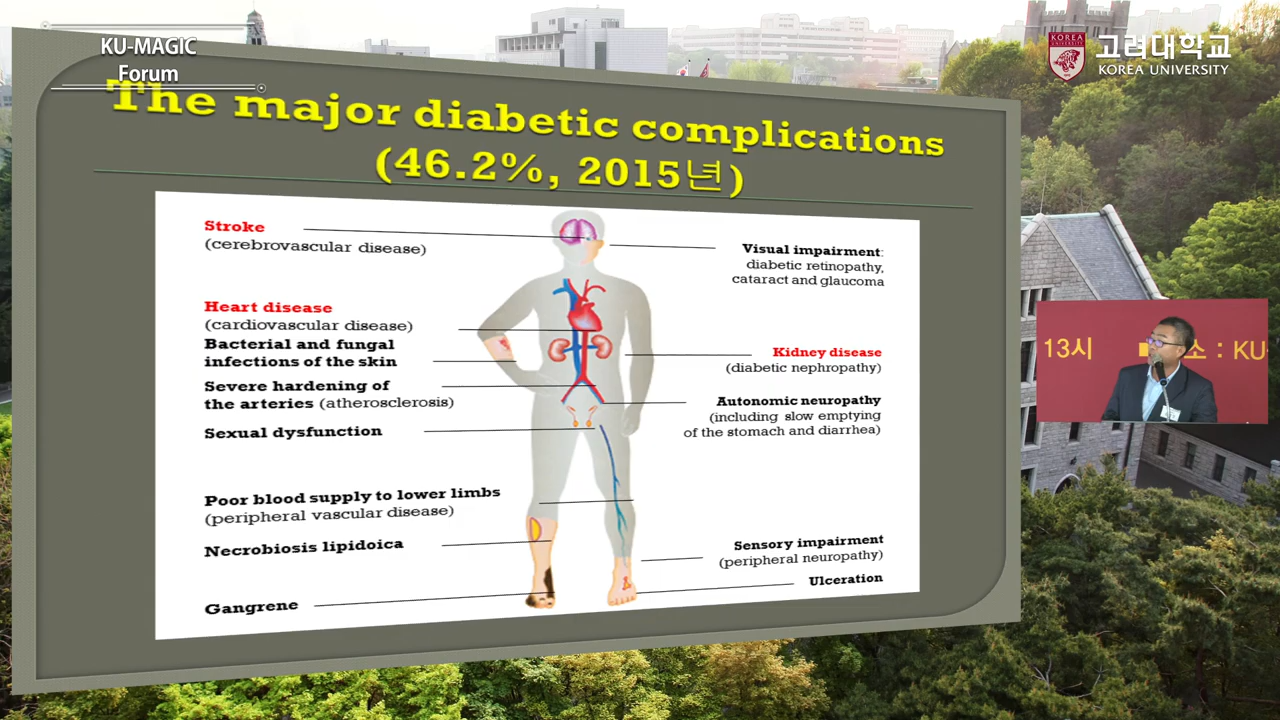 KU-MAGIC
Forum
고려대학교
KOREA UNIVERSITY
KOREA
The major diabetic complications
(46.2%, 2015년)
Stroke
(cerebrovascular disease)
Heart disease
(cardiovascular disease)
Bacterial and fungal
infections of the skin
Severe hardening of
the arteries (atherosclerosis)
Sexual dysfunction
Poor blood supply to lower limbs
(peripheral vascular disease)
Necrobiosis lipidoica
Gangrene
Visual impairment:
diabetic retinopathy,
cataract and glaucoma
Kidney disease
(diabetic nephropathy)
Autonomic neuropathy
(including slow emptying
of the stomach and diarrhea)
Sensory impairment
(peripheral neuropathy)
Ulceration
13시 ■ 소 : KU